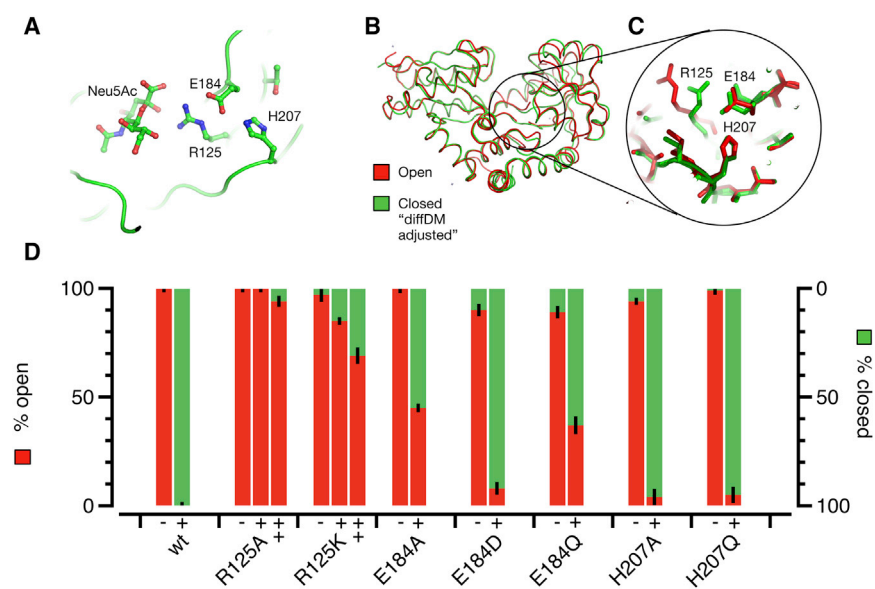 A
B
C
Neu5Ac
E184
H207
R125
R125
E184
H207
Open
Closed
"diffDM
adjusted"
D
100
50
0
% open
0
50
100
% closed
- +
- + ++
- + ++
- +
- +
- +
- +
- +
wt
R125A
R125K
E184A
E184D
E184Q
H207A
H207Q